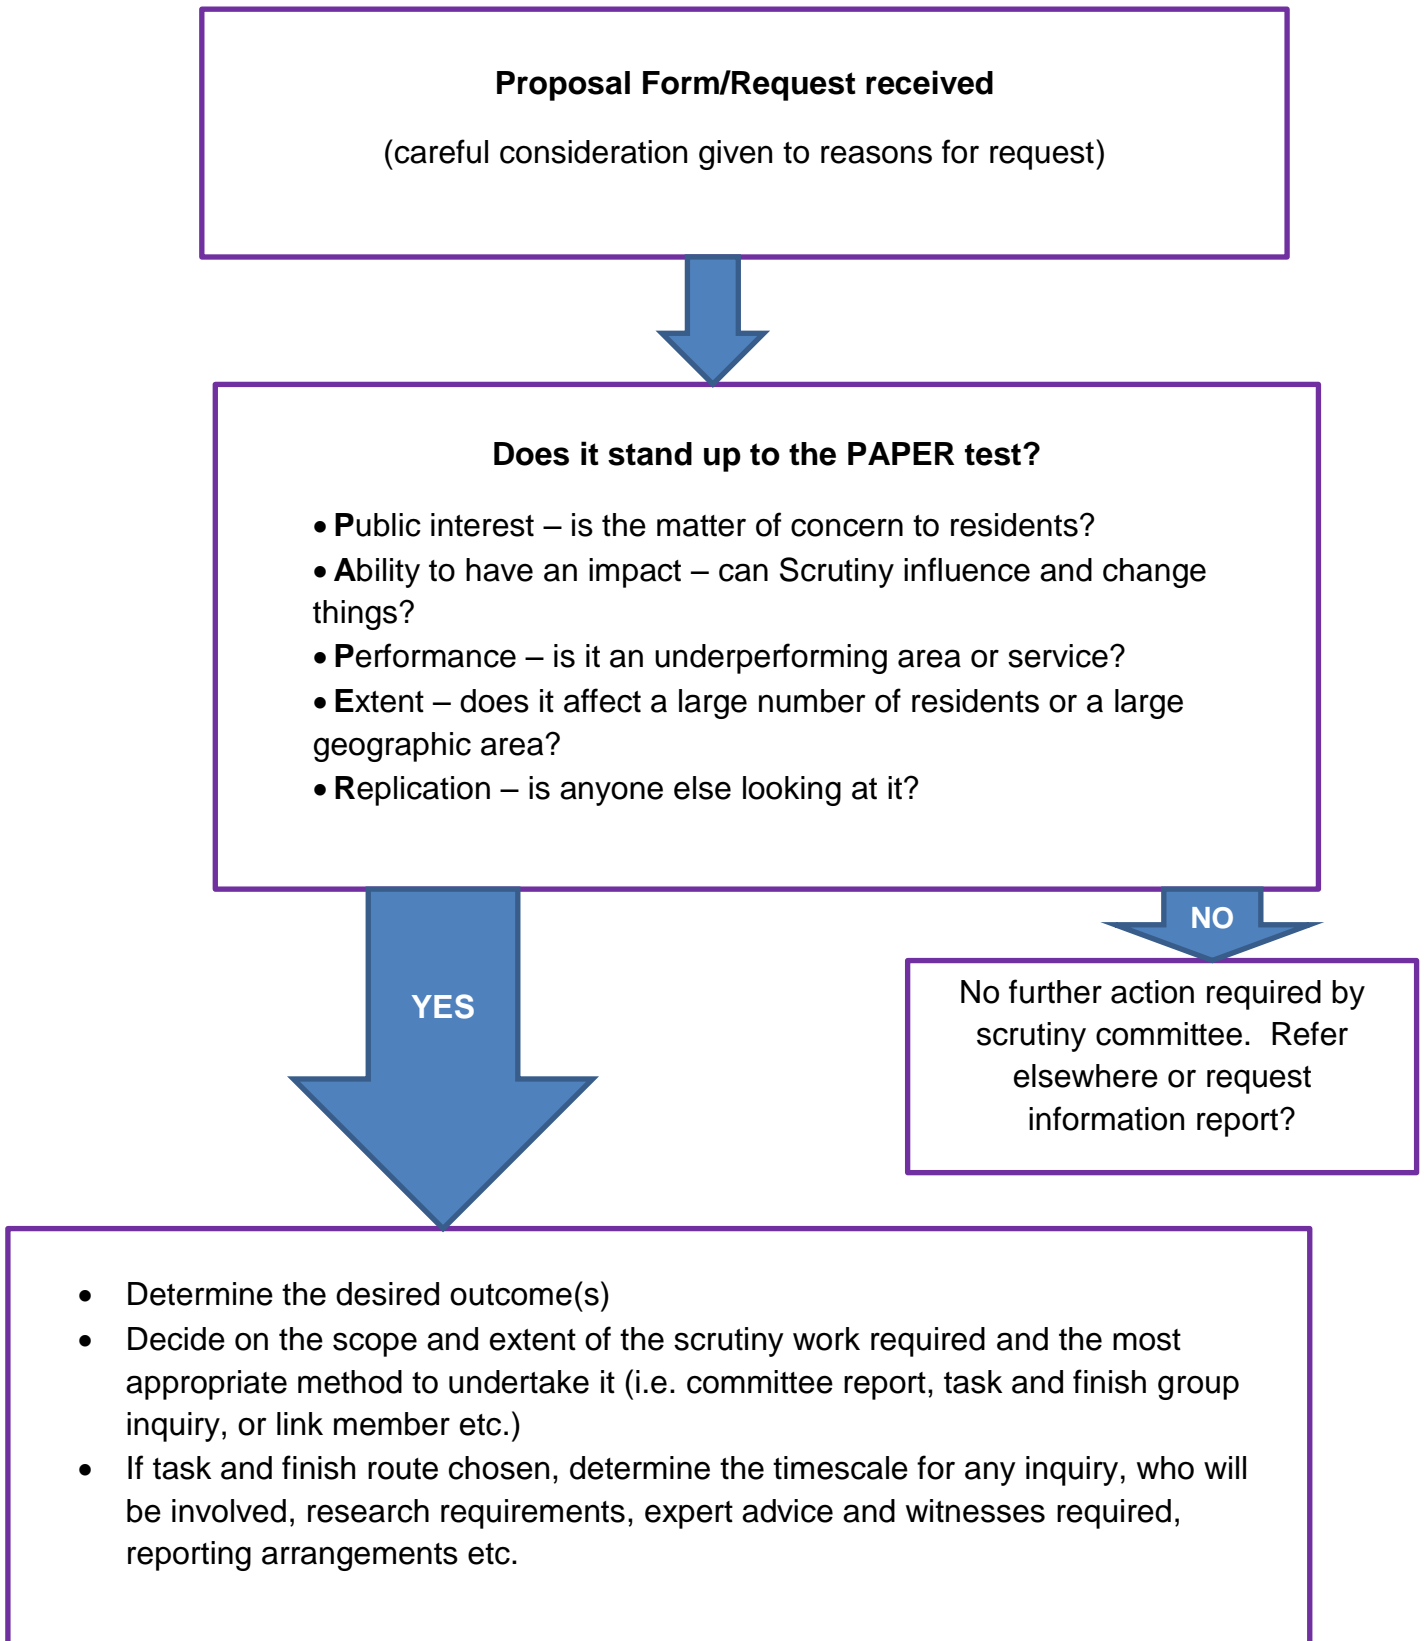 Proposal Form/Request received
(careful consideration given to reasons for request)
Does it stand up to the PAPER test?
• Public interest – is the matter of concern to residents?
• Ability to have an impact – can Scrutiny influence and change
things?
• Performance – is it an underperforming area or service?
• Extent – does it affect a large number of residents or a large
geographic area?
• Replication – is anyone else looking at it?
NO
No further action required by
scrutiny committee.  Refer
elsewhere or request
information report?
YES
• Determine the desired outcome(s)
• Decide on the scope and extent of the scrutiny work required and the most
appropriate method to undertake it (i.e. committee report, task and finish group
inquiry, or link member etc.)
• If task and finish route chosen, determine the timescale for any inquiry, who will
be involved, research requirements, expert advice and witnesses required,
reporting arrangements etc.